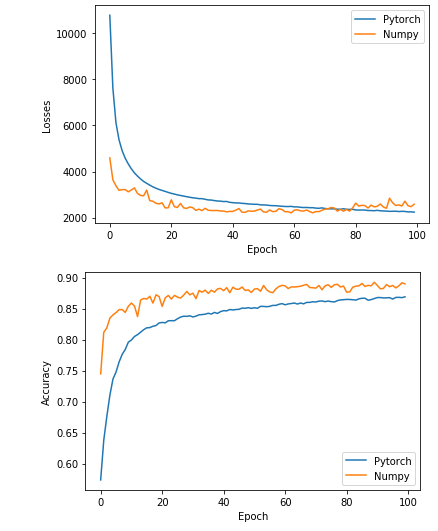 10000
8000
6000
4000
2000
Losses
0 20 40 60 80 100
Epoch
Pytorch
Numpy
0.90
0.85
0.80
0.75
0.70
0.65
0.60
Accuracy
0 20 40 60 80 100
Epoch
Pytorch
Numpy